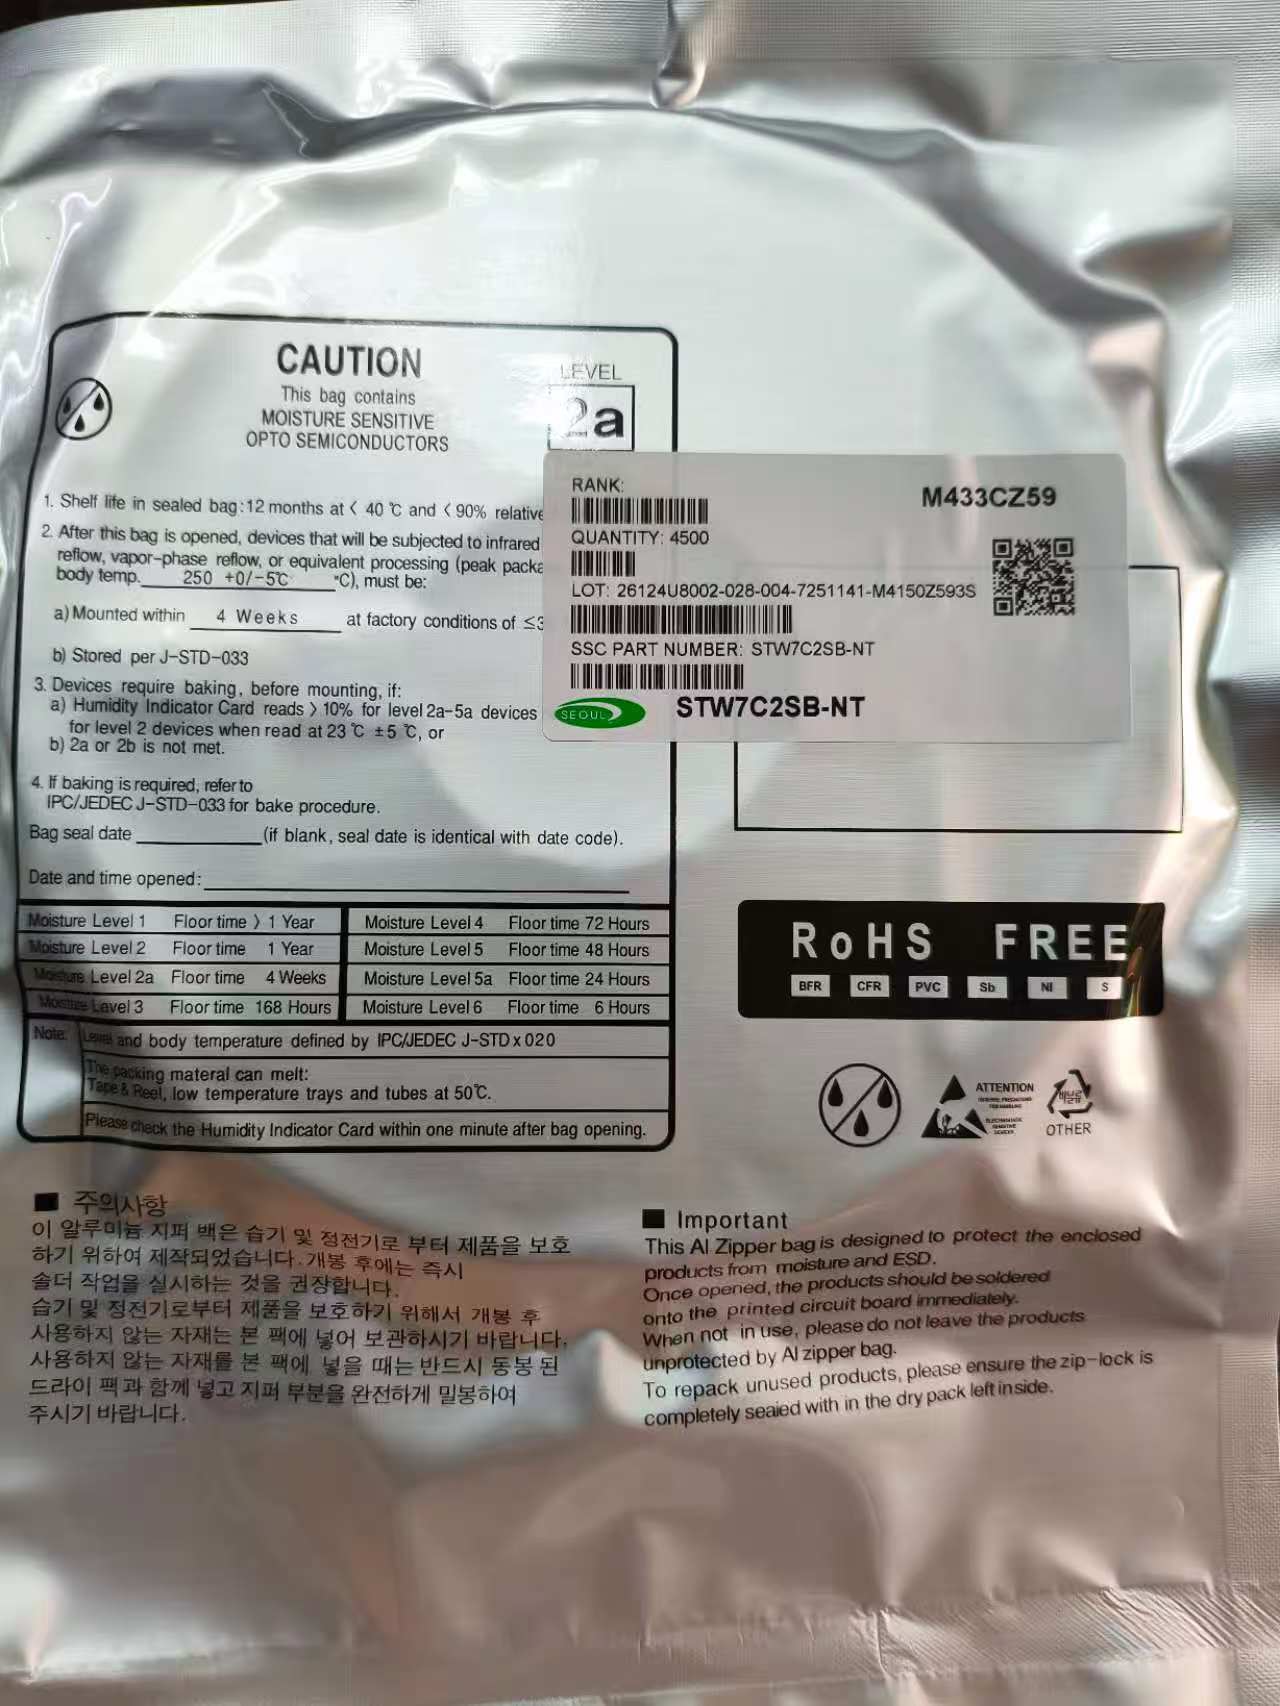 CAUTION
This bag contains
MOISTURE SENSITIVE
OPTO SEMICONDUCTORS
LEVEL
2a
1. Shelf life in sealed bag:12 months at < 40 ℃ and < 90% relative
2. After this bag is opened, devices that will be subjected to infrared
reflow, vapor-phase reflow, or equivalent processing (peak packa
body temp. 250 +0/-5℃ °C), must be:
a) Mounted within 4 Weeks at factory conditions of ≤3
b) Stored per J-STD-033
3. Devices require baking, before mounting, if:
a) Humidity Indicator Card reads > 10% for level 2a-5a devices
for level 2 devices when read at 23 ℃ ±5 ℃, or
b) 2a or 2b is not met.
4. If baking is required, refer to
IPC/JEDEC J-STD-033 for bake procedure.
Bag seal date (if blank, seal date is identical with date code).
Date and time opened:
Moisture Level 1 Floor time > 1 Year
Moisture Level 2 Floor time 1 Year
Moisture Level 2a Floor time 4 Weeks
Moisture Level 3 Floor time 168 Hours
Moisture Level 4 Floor time 72 Hours
Moisture Level 5 Floor time 48 Hours
Moisture Level 5a Floor time 24 Hours
Moisture Level 6 Floor time 6 Hours
Note: Level and body temperature defined by IPC/JEDEC J-STD x 020
The packing materal can melt:
Tape & Reel, low temperature trays and tubes at 50℃.
Please check the Humidity Indicator Card within one minute after bag opening.
RANK:
M433CZ59
QUANTITY: 4500
LOT: 26124U8002-028-004-7251141-M4150Z593S
SSC PART NUMBER: STW7C2SB-NT
SEOUL
STW7C2SB-NT
RoHS FREE
BFR CFR PVC Sb NI S
ATTENTION
OTHER
■ 주의사항
이 알루미늄 지퍼 백은 습기 및 정전기로 부터 제품을 보호
하기 위하여 제작되었습니다. 개봉 후에는 즉시
솔더 작업을 실시하는 것을 권장합니다.
습기 및 정전기로부터 제품을 보호하기 위해서 개봉 후
사용하지 않는 자재는 본 팩에 넣어 보관하시기 바랍니다.
사용하지 않는 자재를 본 팩에 넣을 때는 반드시 동봉 된
드라이 팩과 함께 넣고 지퍼 부분을 완전하게 밀봉하여
주시기 바랍니다.
■ Important
This Al Zipper bag is designed to protect the enclosed
products from moisture and ESD.
Once opened, the products should be soldered
onto the printed circuit board immediately.
When not in use, please do not leave the products
unprotected by Al zipper bag.
To repack unused products, please ensure the zip-lock is
completely seaied with in the dry pack left inside.